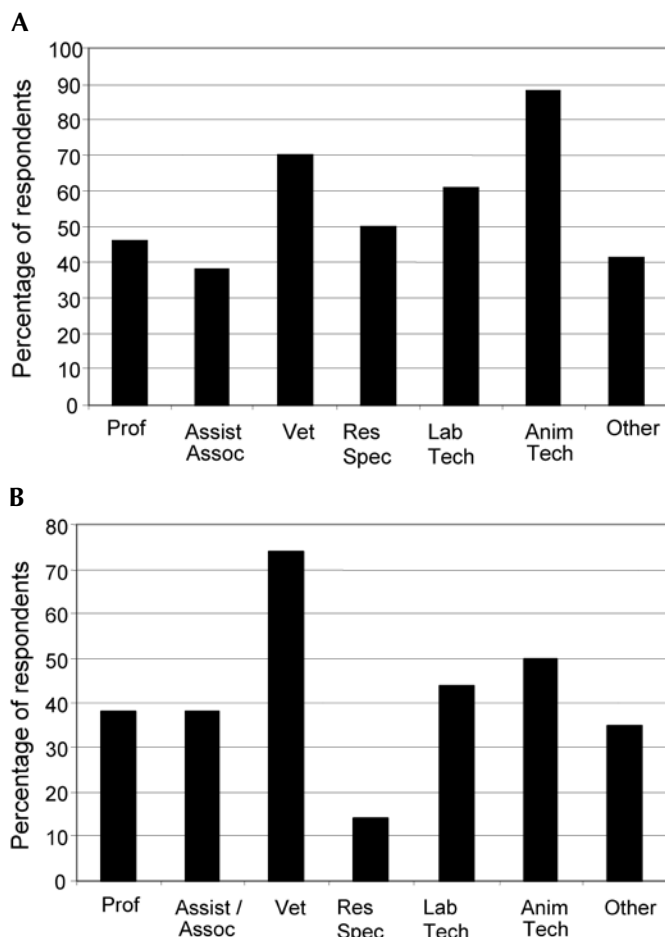 A
Percentage of respondents
100
90
80
70
60
50
40
30
20
10
0
Prof
Assist
Assoc
Vet
Res
Spec
Lab
Tech
Anim
Tech
Other
B
Percentage of respondents
80
70
60
50
40
30
20
10
0
Prof
Assist /
Assoc
Vet
Res
Spec
Lab
Tech
Anim
Tech
Other